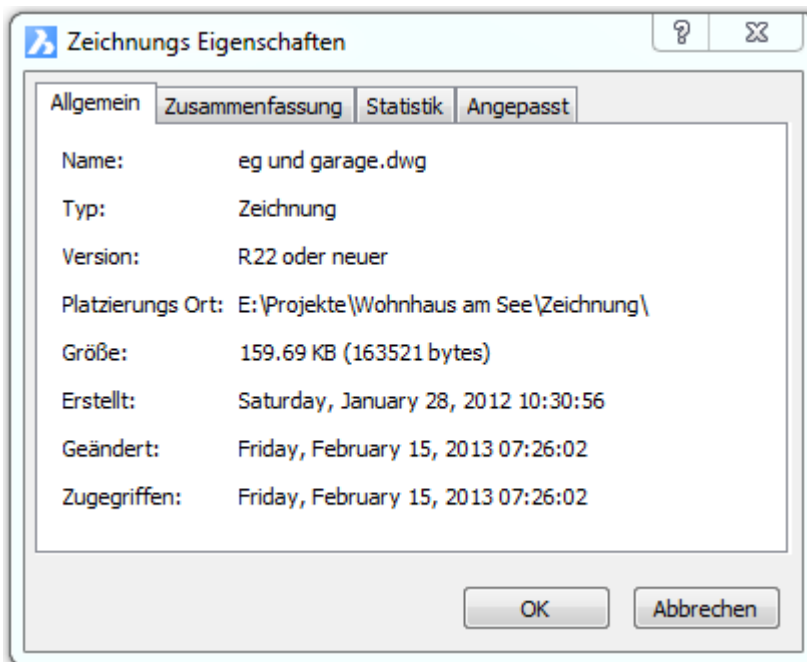 Zeichnungs Eigenschaften
Allgemein Zusammenfassung Statistik Angepasst
Name: eg und garage.dwg
Typ: Zeichnung
Version: R22 oder neuer
Platzierungs Ort: E:\Projekte\Wohnhaus am See\Zeichnung\
Größe: 159.69 KB (163521 bytes)
Erstellt: Saturday, January 28, 2012 10:30:56
Geändert: Friday, February 15, 2013 07:26:02
Zugegriffen: Friday, February 15, 2013 07:26:02
OK Abbrechen